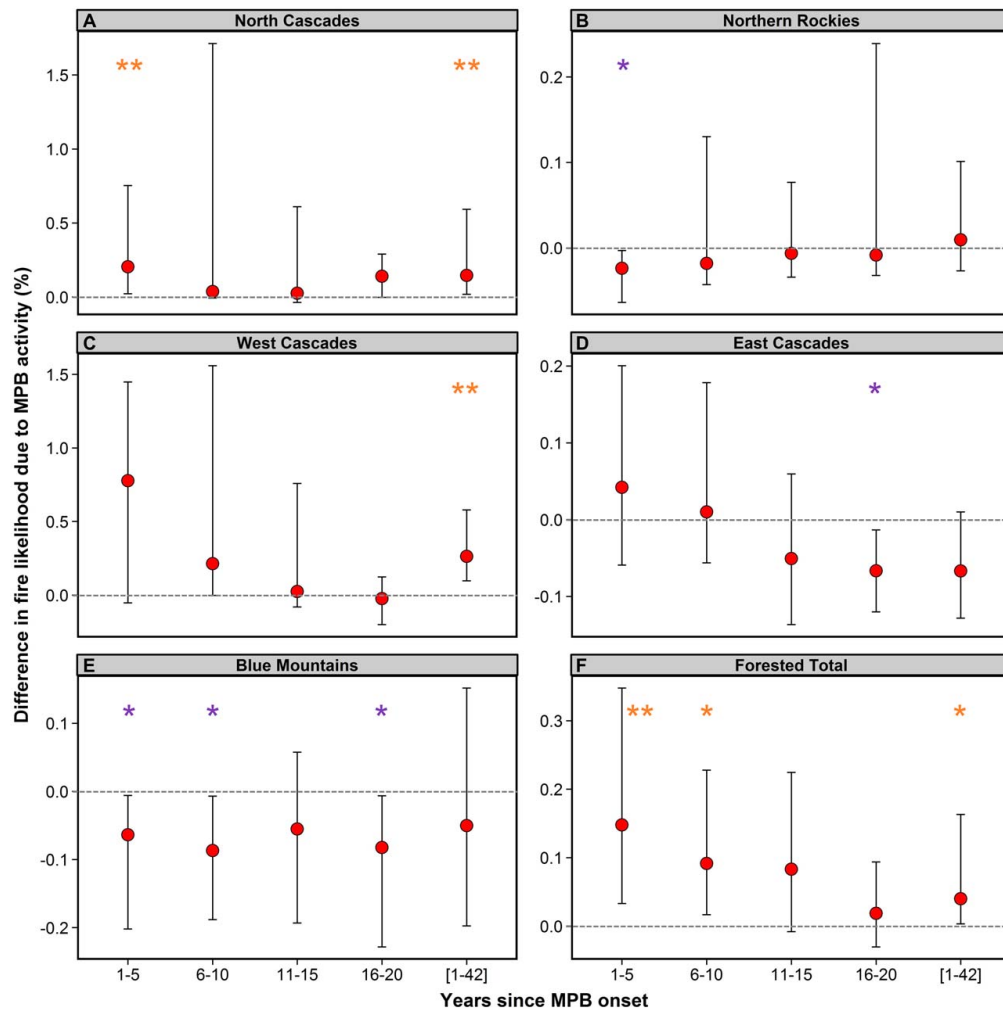 A North Cascades
B Northern Rockies
1.5
1.0
0.5
0.0
** **
0.2
0.1
0.0
*
C West Cascades
D East Cascades
1.5
1.0
0.5
0.0
**
0.2
0.1
0.0
-0.1
*
E Blue Mountains
F Forested Total
0.1
0.0
-0.1
-0.2
* * *
0.3
0.2
0.1
0.0
** * *
Difference in fire likelihood due to MPB activity (%)
1-5 6-10 11-15 16-20 [1-42]
1-5 6-10 11-15 16-20 [1-42]
Years since MPB onset